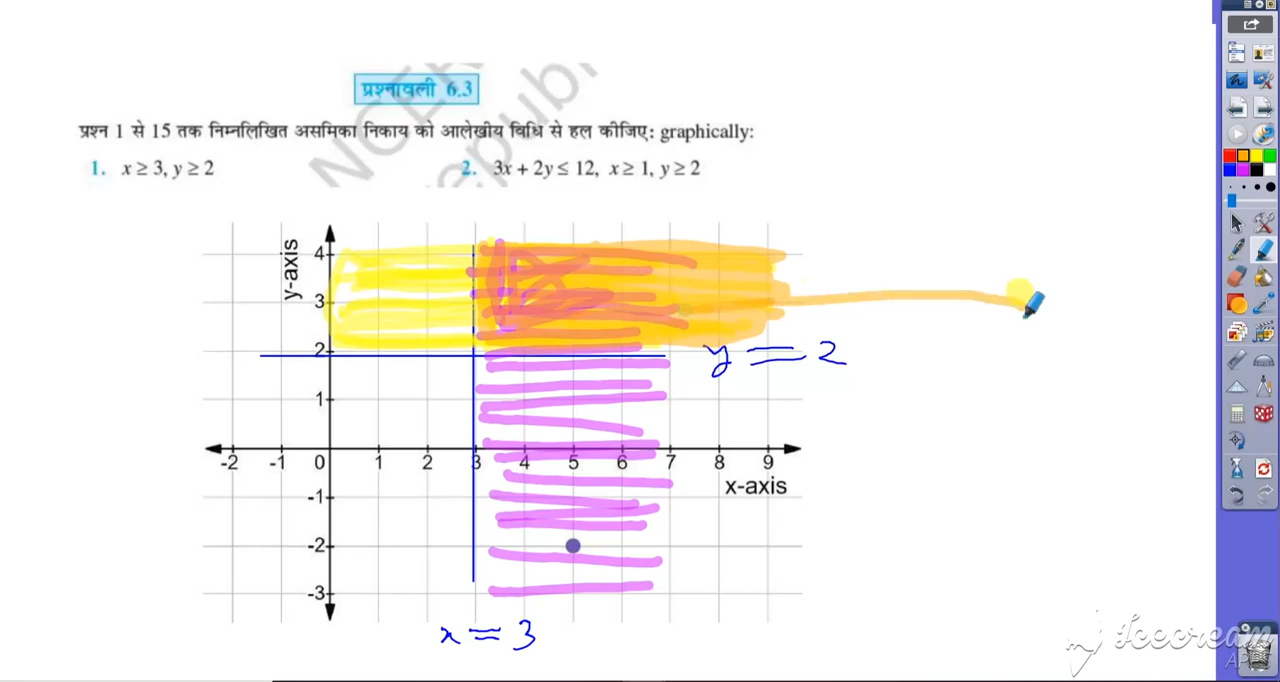 प्रश्नावली 6.3
प्रश्न 1 से 15 तक निम्नलिखित असमिका निकाय को आलेखीय विधि से हल कीजिए: graphically:
1. x ≥ 3, y ≥ 2 2. 3x + 2y ≤ 12, x ≥ 1, y ≥ 2
y-axis
4
3
2
y = 2
1
-2 -1 0 1 2 3 4 5 6 7 8 9
x-axis
-1
-2
-3
x = 3
Icecream